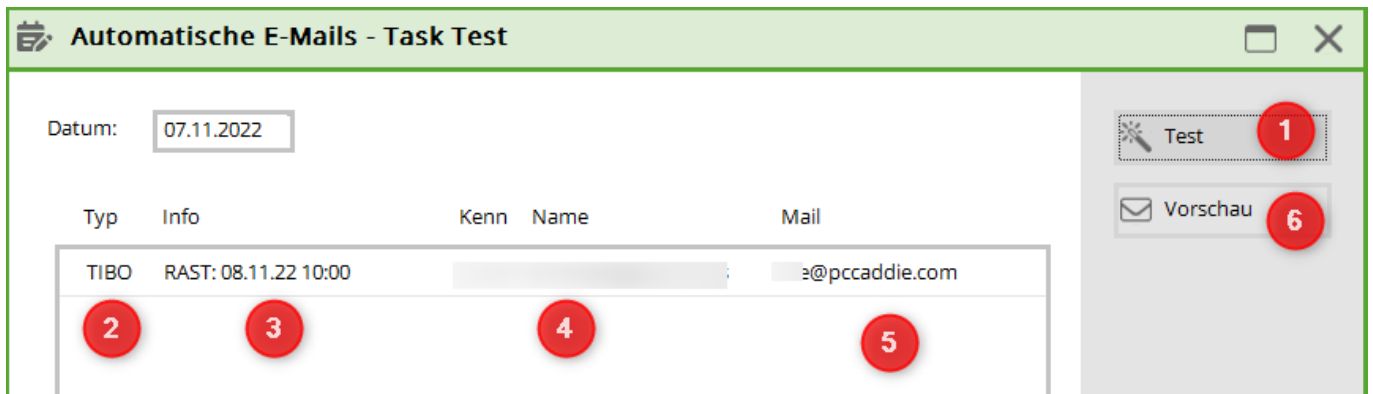 Automatische E-Mails - Task Test
Datum: 07.11.2022
Test 1
Typ Info Kenn Name Mail
Vorschau 6
TIBO RAST: 08.11.22 10:00 @pccaddie.com
2 3 4 5